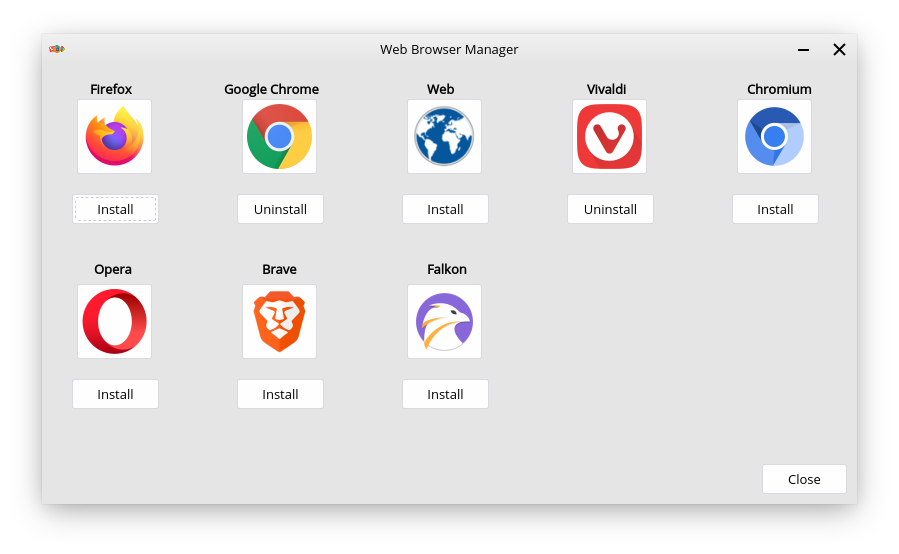 Web Browser Manager
Firefox Google Chrome Web Vivaldi Chromium
Install Uninstall Install Uninstall Install
Opera Brave Falkon
Install Install Install
Close